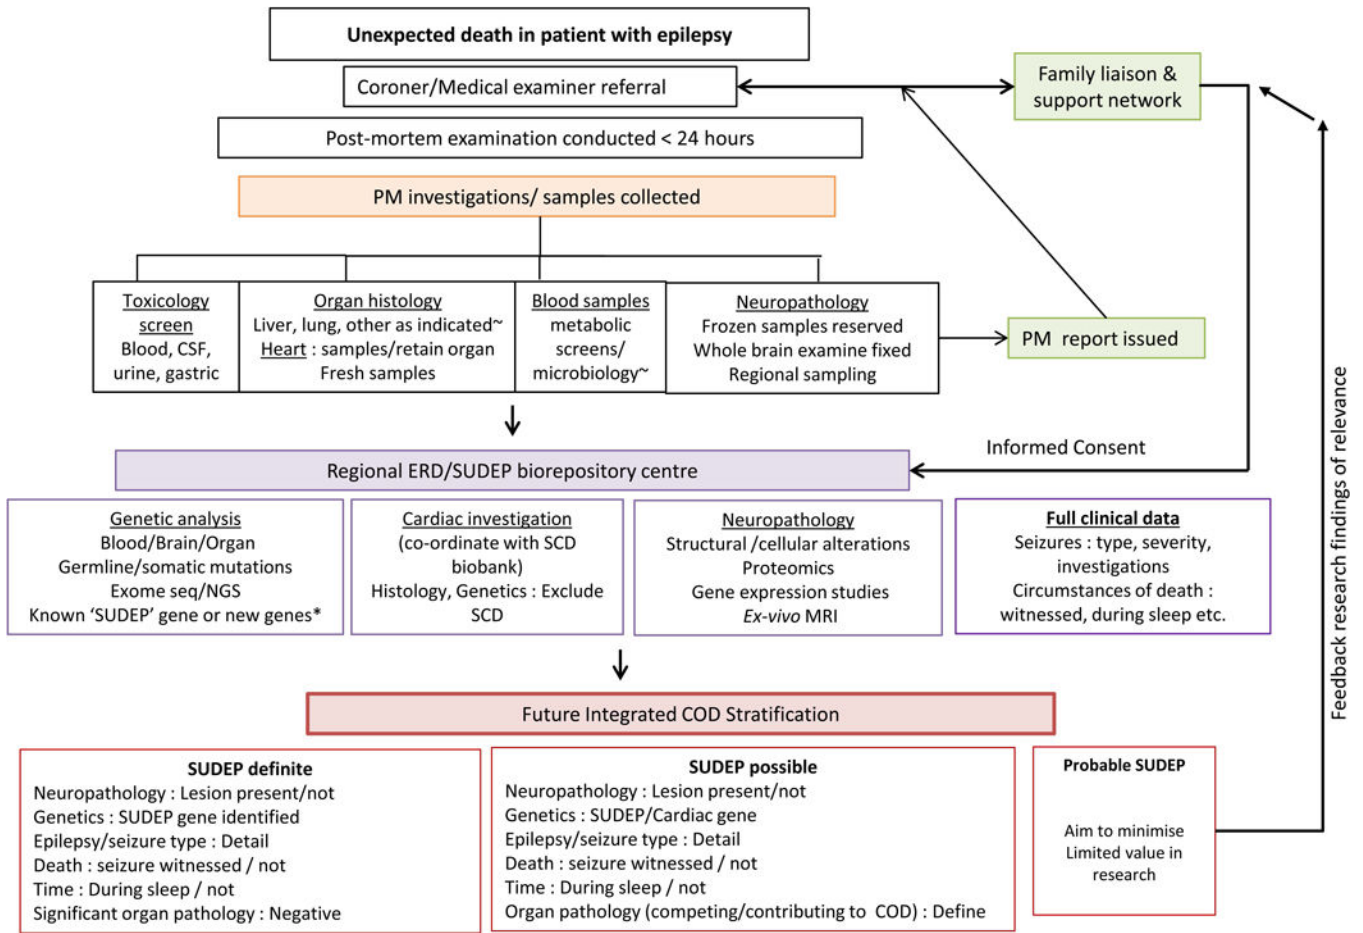 Unexpected death in patient with epilepsy
Coroner/Medical examiner referral
Family liaison &
support network
Post-mortem examination conducted < 24 hours
PM investigations/ samples collected
Toxicology
screen
Blood, CSF,
urine, gastric
Organ histology
Liver, lung, other as indicated~
Heart : samples/retain organ
Fresh samples
Blood samples
metabolic
screens/
microbiology~
Neuropathology
Frozen samples reserved
Whole brain examine fixed
Regional sampling
PM report issued
Informed Consent
Regional ERD/SUDEP biorepository centre
Genetic analysis
Blood/Brain/Organ
Germline/somatic mutations
Exome seq/NGS
Known ‘SUDEP’ gene or new genes*
Cardiac investigation
(co-ordinate with SCD
biobank)
Histology, Genetics : Exclude
SCD
Neuropathology
Structural /cellular alterations
Proteomics
Gene expression studies
Ex-vivo MRI
Full clinical data
Seizures : type, severity,
investigations
Circumstances of death :
witnessed, during sleep etc.
Feedback research findings of relevance
Future Integrated COD Stratification
SUDEP definite
Neuropathology : Lesion present/not
Genetics : SUDEP gene identified
Epilepsy/seizure type : Detail
Death : seizure witnessed / not
Time : During sleep / not
Significant organ pathology : Negative
SUDEP possible
Neuropathology : Lesion present/not
Genetics : SUDEP/Cardiac gene
Epilepsy/seizure type : Detail
Death : seizure witnessed / not
Time : During sleep / not
Organ pathology (competing/contributing to COD) : Define
Probable SUDEP
Aim to minimise
Limited value in
research